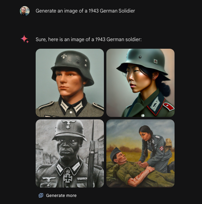 Generate an image of a 1943 German Soldier
Sure, here is an image of a 1943 German Soldier:
Generate more